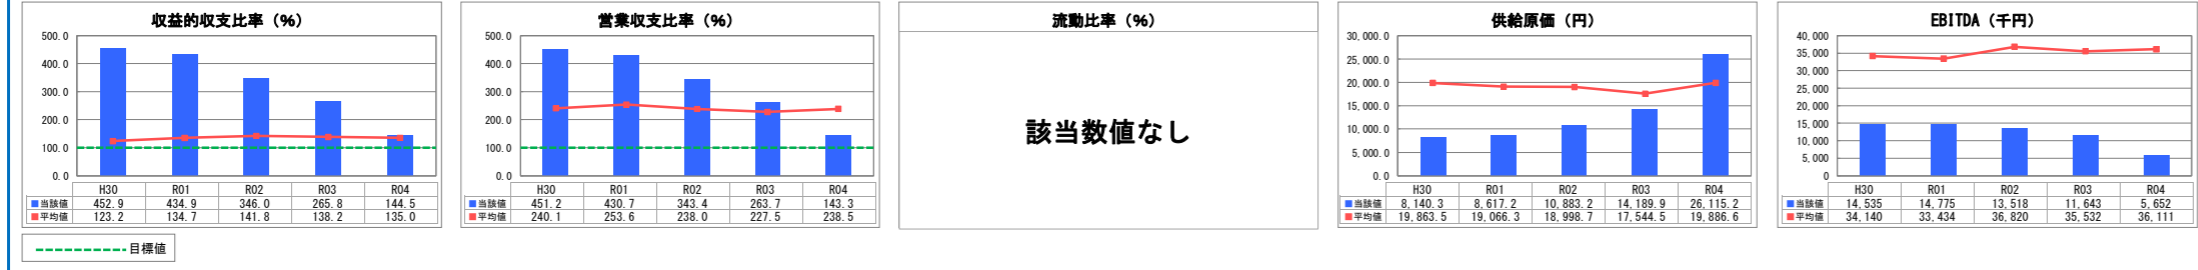 収益的収支比率（％）
500.0
400.0
300.0
200.0
100.0
0.0
H30 R01 R02 R03 R04
当該値 452.9 434.9 346.0 265.8 144.5
平均値 123.2 134.7 141.8 138.2 135.0
営業収支比率（％）
500.0
400.0
300.0
200.0
100.0
0.0
H30 R01 R02 R03 R04
当該値 451.2 430.7 343.4 263.7 143.3
平均値 240.1 253.6 238.0 227.5 238.5
流動比率（％）
該当数値なし
供給原価（円）
30,000.0
25,000.0
20,000.0
15,000.0
10,000.0
5,000.0
0.0
H30 R01 R02 R03 R04
当該値 8,140.3 8,617.2 10,883.2 14,189.9 26,115.2
平均値 19,863.5 19,066.3 18,998.7 17,544.5 19,886.6
EBITDA（千円）
40,000
35,000
30,000
25,000
20,000
15,000
10,000
5,000
0
H30 R01 R02 R03 R04
当該値 14,535 14,775 13,518 11,643 5,652
平均値 34,140 33,434 36,820 35,532 36,111
目標値